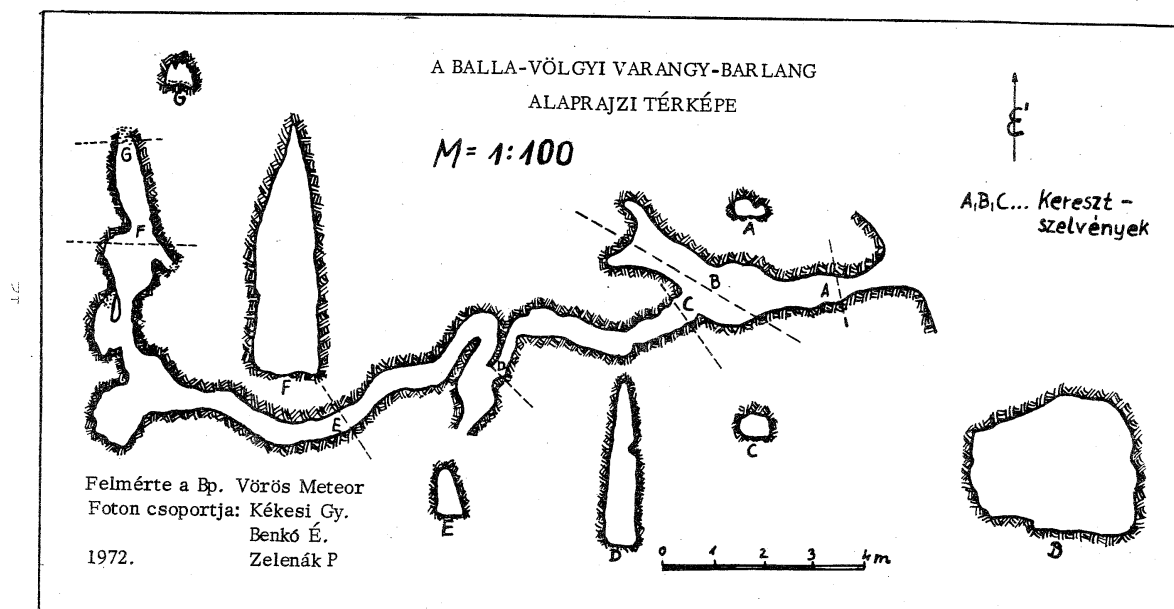 A BALLA-VÖLGYI VARANGY-BARLANG
ALAPRAJZI TÉRKÉPE
M= 1:100
É'
A,B,C... Kereszt-
szelvények
G
G
F
F
A
B
A
C
D
E
E
D
C
B
Felmérte a Bp. Vörös Meteor
Foton csoportja: Kékesi Gy.
Benkó É.
1972. Zelenák P
0 1 2 3 4m